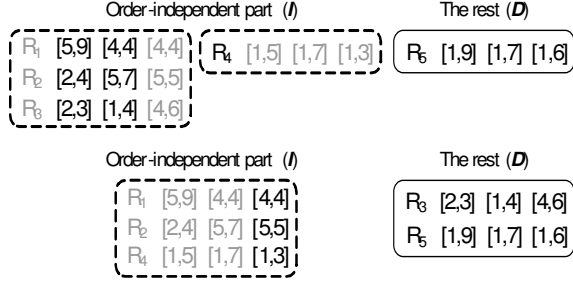 Order-independent part (I) The rest (D)
R₁ [5,9] [4,4] [4,4] R₄ [1,5] [1,7] [1,3] R₅ [1,9] [1,7] [1,6]
R₂ [2,4] [5,7] [5,5]
R₃ [2,3] [1,4] [4,6]
Order-independent part (I) The rest (D)
R₁ [5,9] [4,4] [4,4] R₃ [2,3] [1,4] [4,6]
R₂ [2,4] [5,7] [5,5] R₅ [1,9] [1,7] [1,6]
R₄ [1,5] [1,7] [1,3]